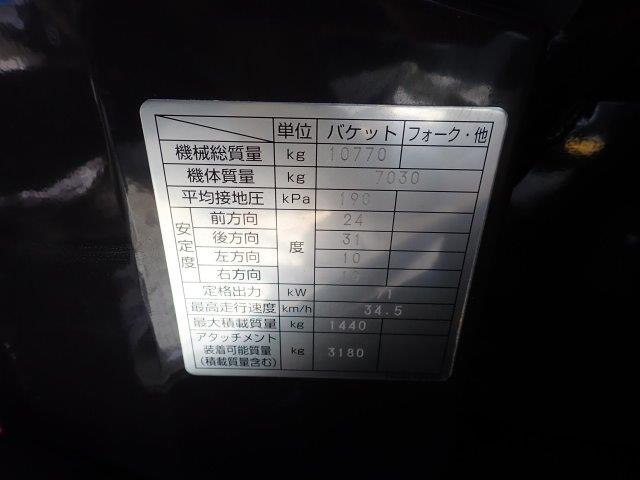 単位 バケット フォーク・他
機械総質量 kg 10770
機体質量 kg 7030
平均接地圧 kPa 190
安定度 前方向 度 24
後方向 31
左方向 10
右方向 10
定格出力 kW 71
最高走行速度 km/h 34.5
最大積載質量 kg 1440
アタッチメント
装着可能質量 kg 3180
(積載質量含む)